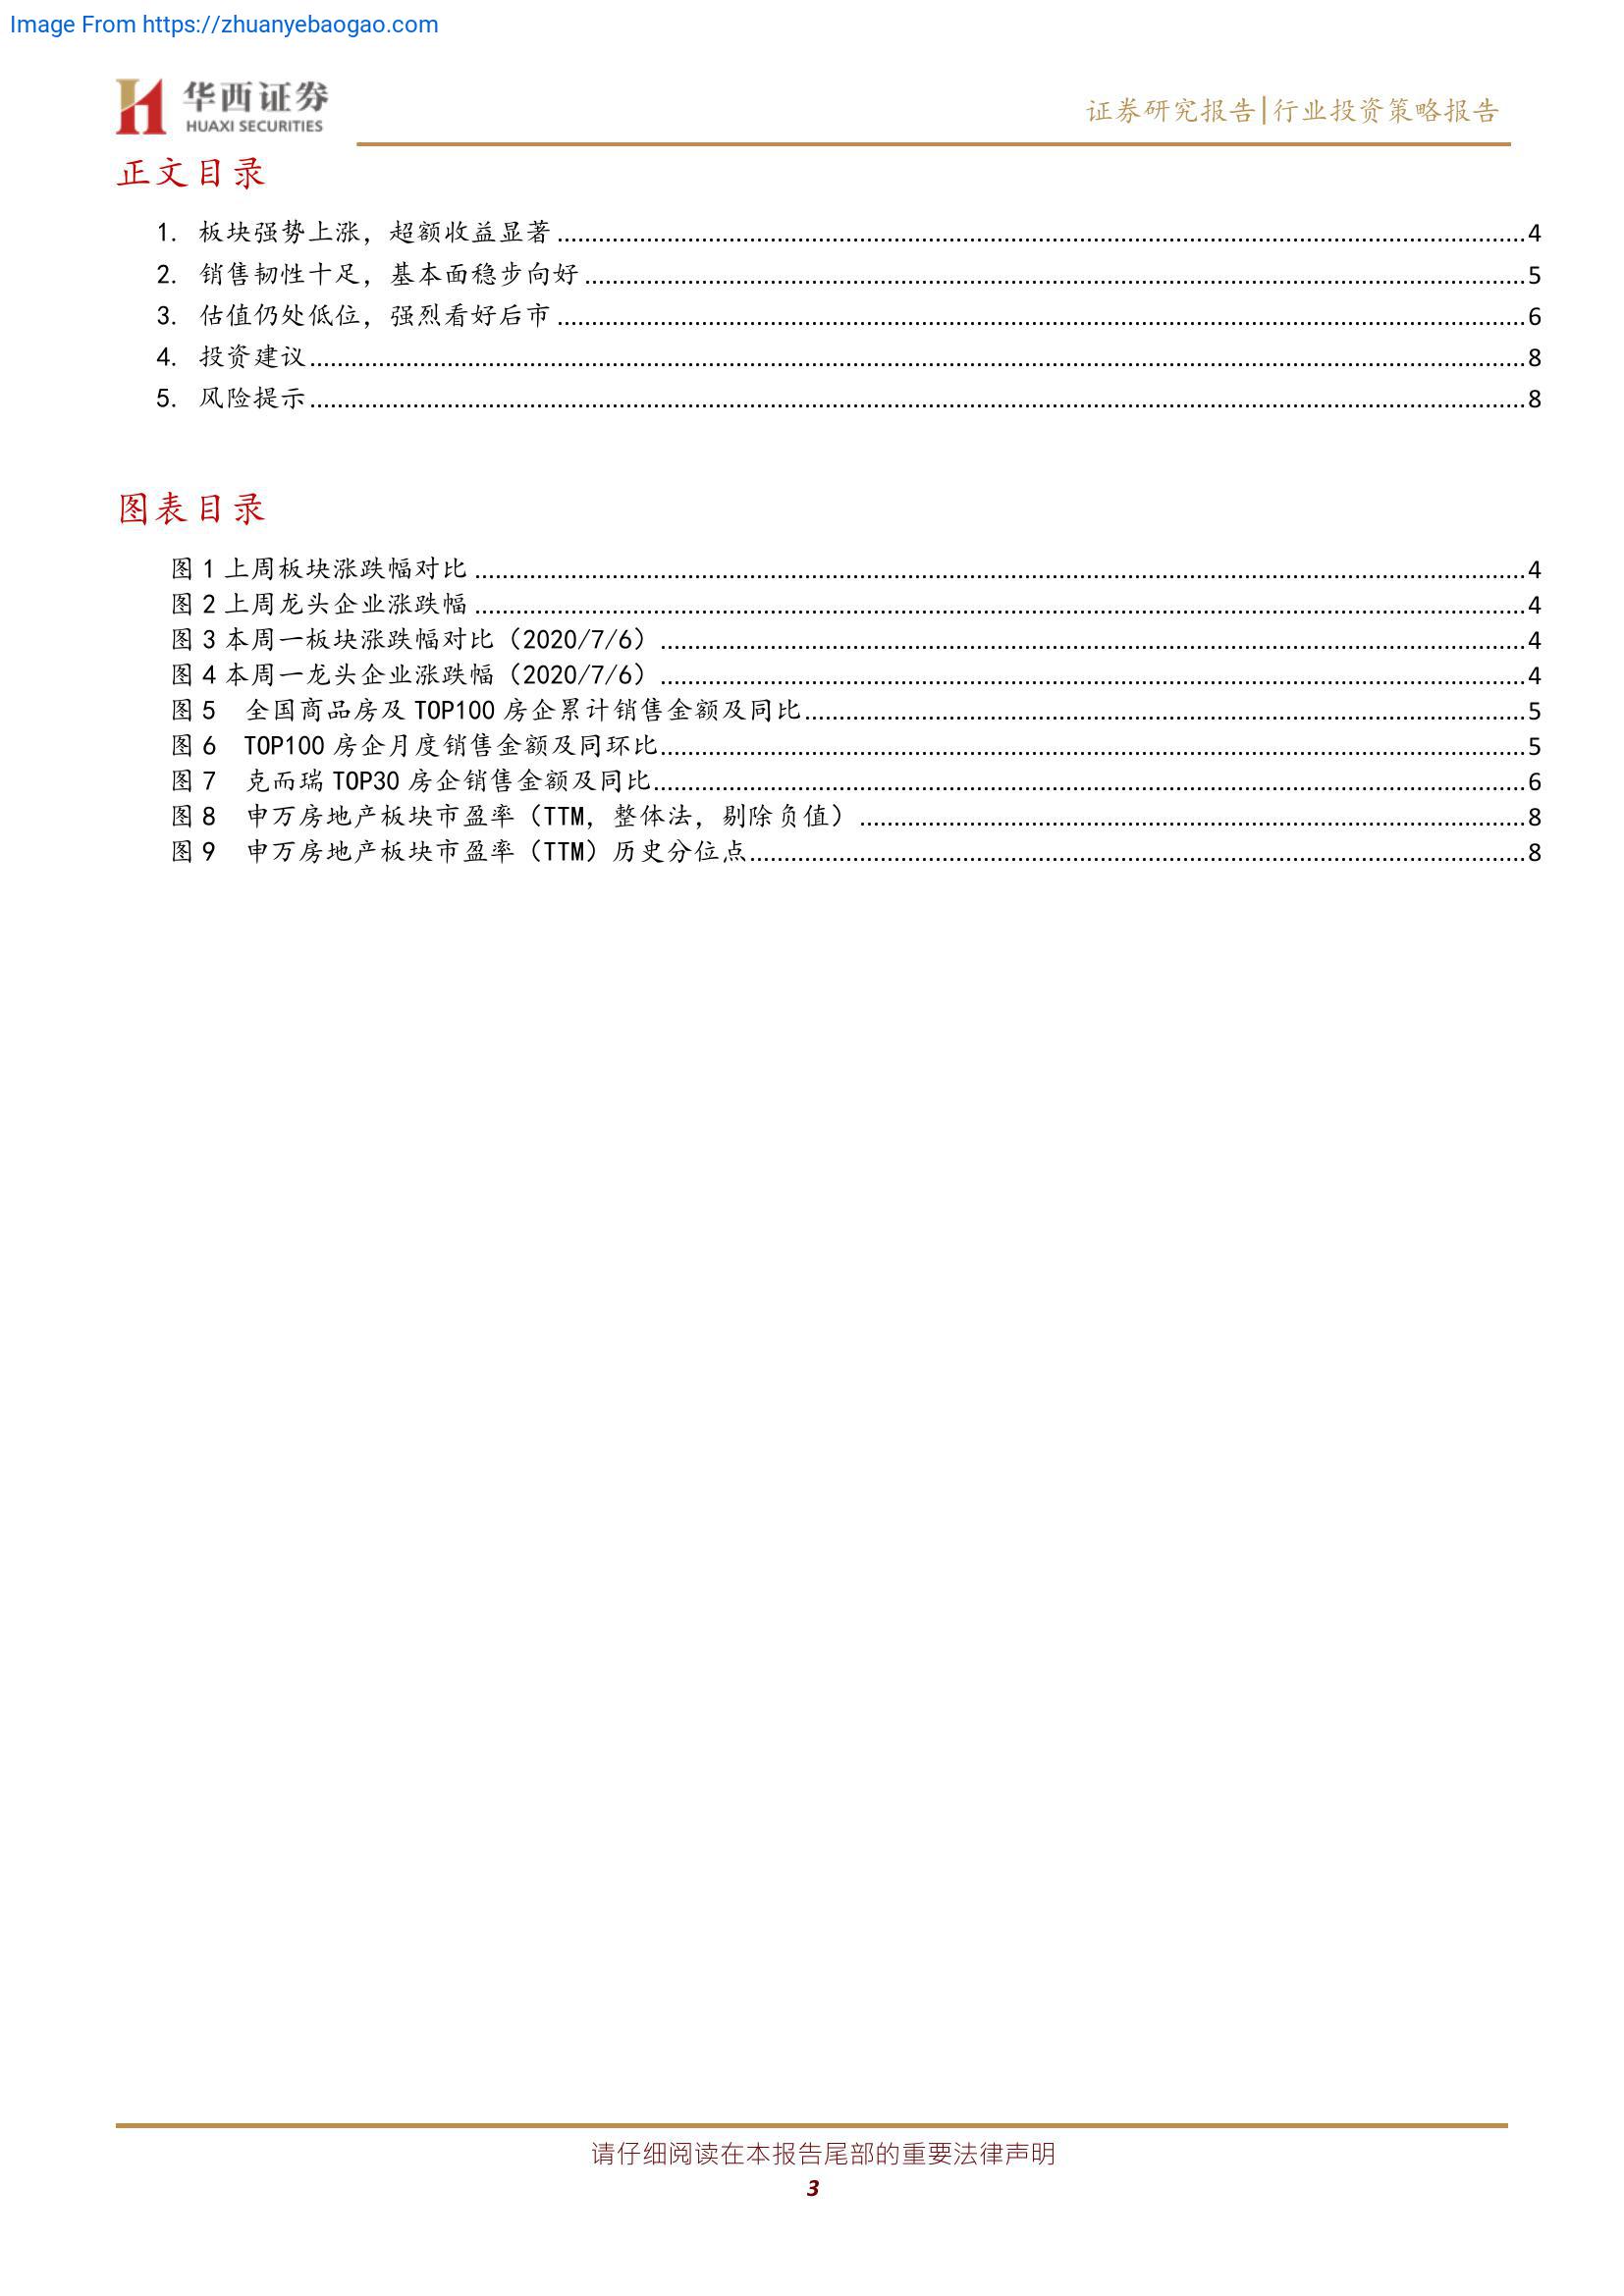 Image From https://zhuanyebaogao.com
华西证券
HUAXI SECURITIES
证券研究报告|行业投资策略报告
正文目录
1. 板块强势上涨，超额收益显著 4
2. 销售韧性十足，基本面稳步向好 5
3. 估值仍处低位，强烈看好后市 6
4. 投资建议 8
5. 风险提示 8
图表目录
图 1 上周板块涨跌幅对比 4
图 2 上周龙头企业涨跌幅 4
图 3 本周一板块涨跌幅对比（2020/7/6） 4
图 4 本周一龙头企业涨跌幅（2020/7/6） 4
图 5 全国商品房及 TOP100 房企累计销售金额及同比 5
图 6 TOP100 房企月度销售金额及同环比 5
图 7 克而瑞 TOP30 房企销售金额及同比 6
图 8 申万房地产板块市盈率（TTM，整体法，剔除负值） 8
图 9 申万房地产板块市盈率（TTM）历史分位点 8
请仔细阅读在本报告尾部的重要法律声明
3